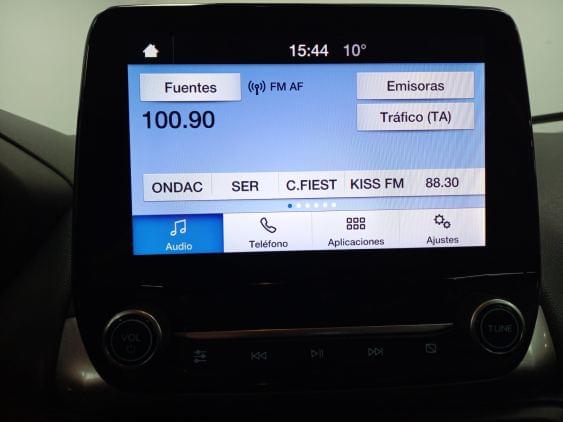 15:44 10°
Fuentes FM AF Emisoras
100.90 Tráfico (TA)
ONDAC SER C.FIEST KISS FM 88.30
Audio Teléfono Aplicaciones Ajustes
VOL TUNE